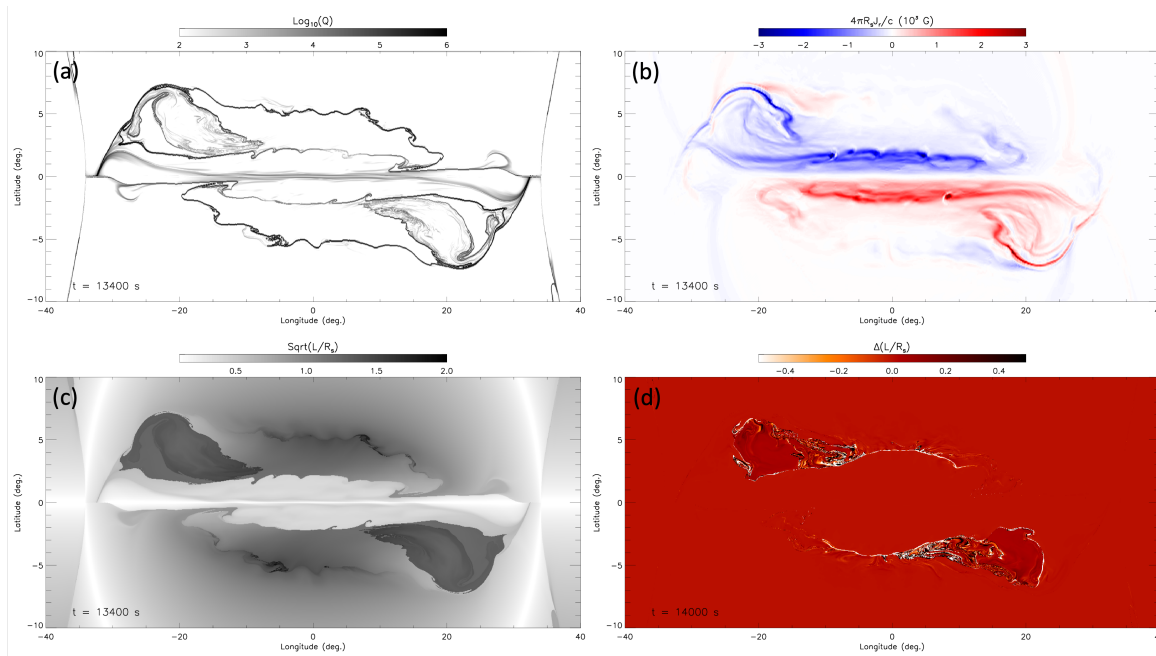 Log₁₀(Q)
2 3 4 5 6
(a)
10
5
0
−5
−10
Latitude (deg.)
t = 13400 s
−40 −20 0 20 40
Longitude (deg.)
4πRₛJᵣ/c (10³ G)
−3 −2 −1 0 1 2 3
(b)
10
5
0
−5
−10
Latitude (deg.)
t = 13400 s
−40 −20 0 20 40
Longitude (deg.)
Sqrt(L/Rₛ)
0.5 1.0 1.5 2.0
(c)
10
5
0
−5
−10
Latitude (deg.)
t = 13400 s
−40 −20 0 20 40
Longitude (deg.)
Δ(L/Rₛ)
−0.4 −0.2 0.0 0.2 0.4
(d)
10
5
0
−5
−10
Latitude (deg.)
t = 14000 s
−40 −20 0 20 40
Longitude (deg.)